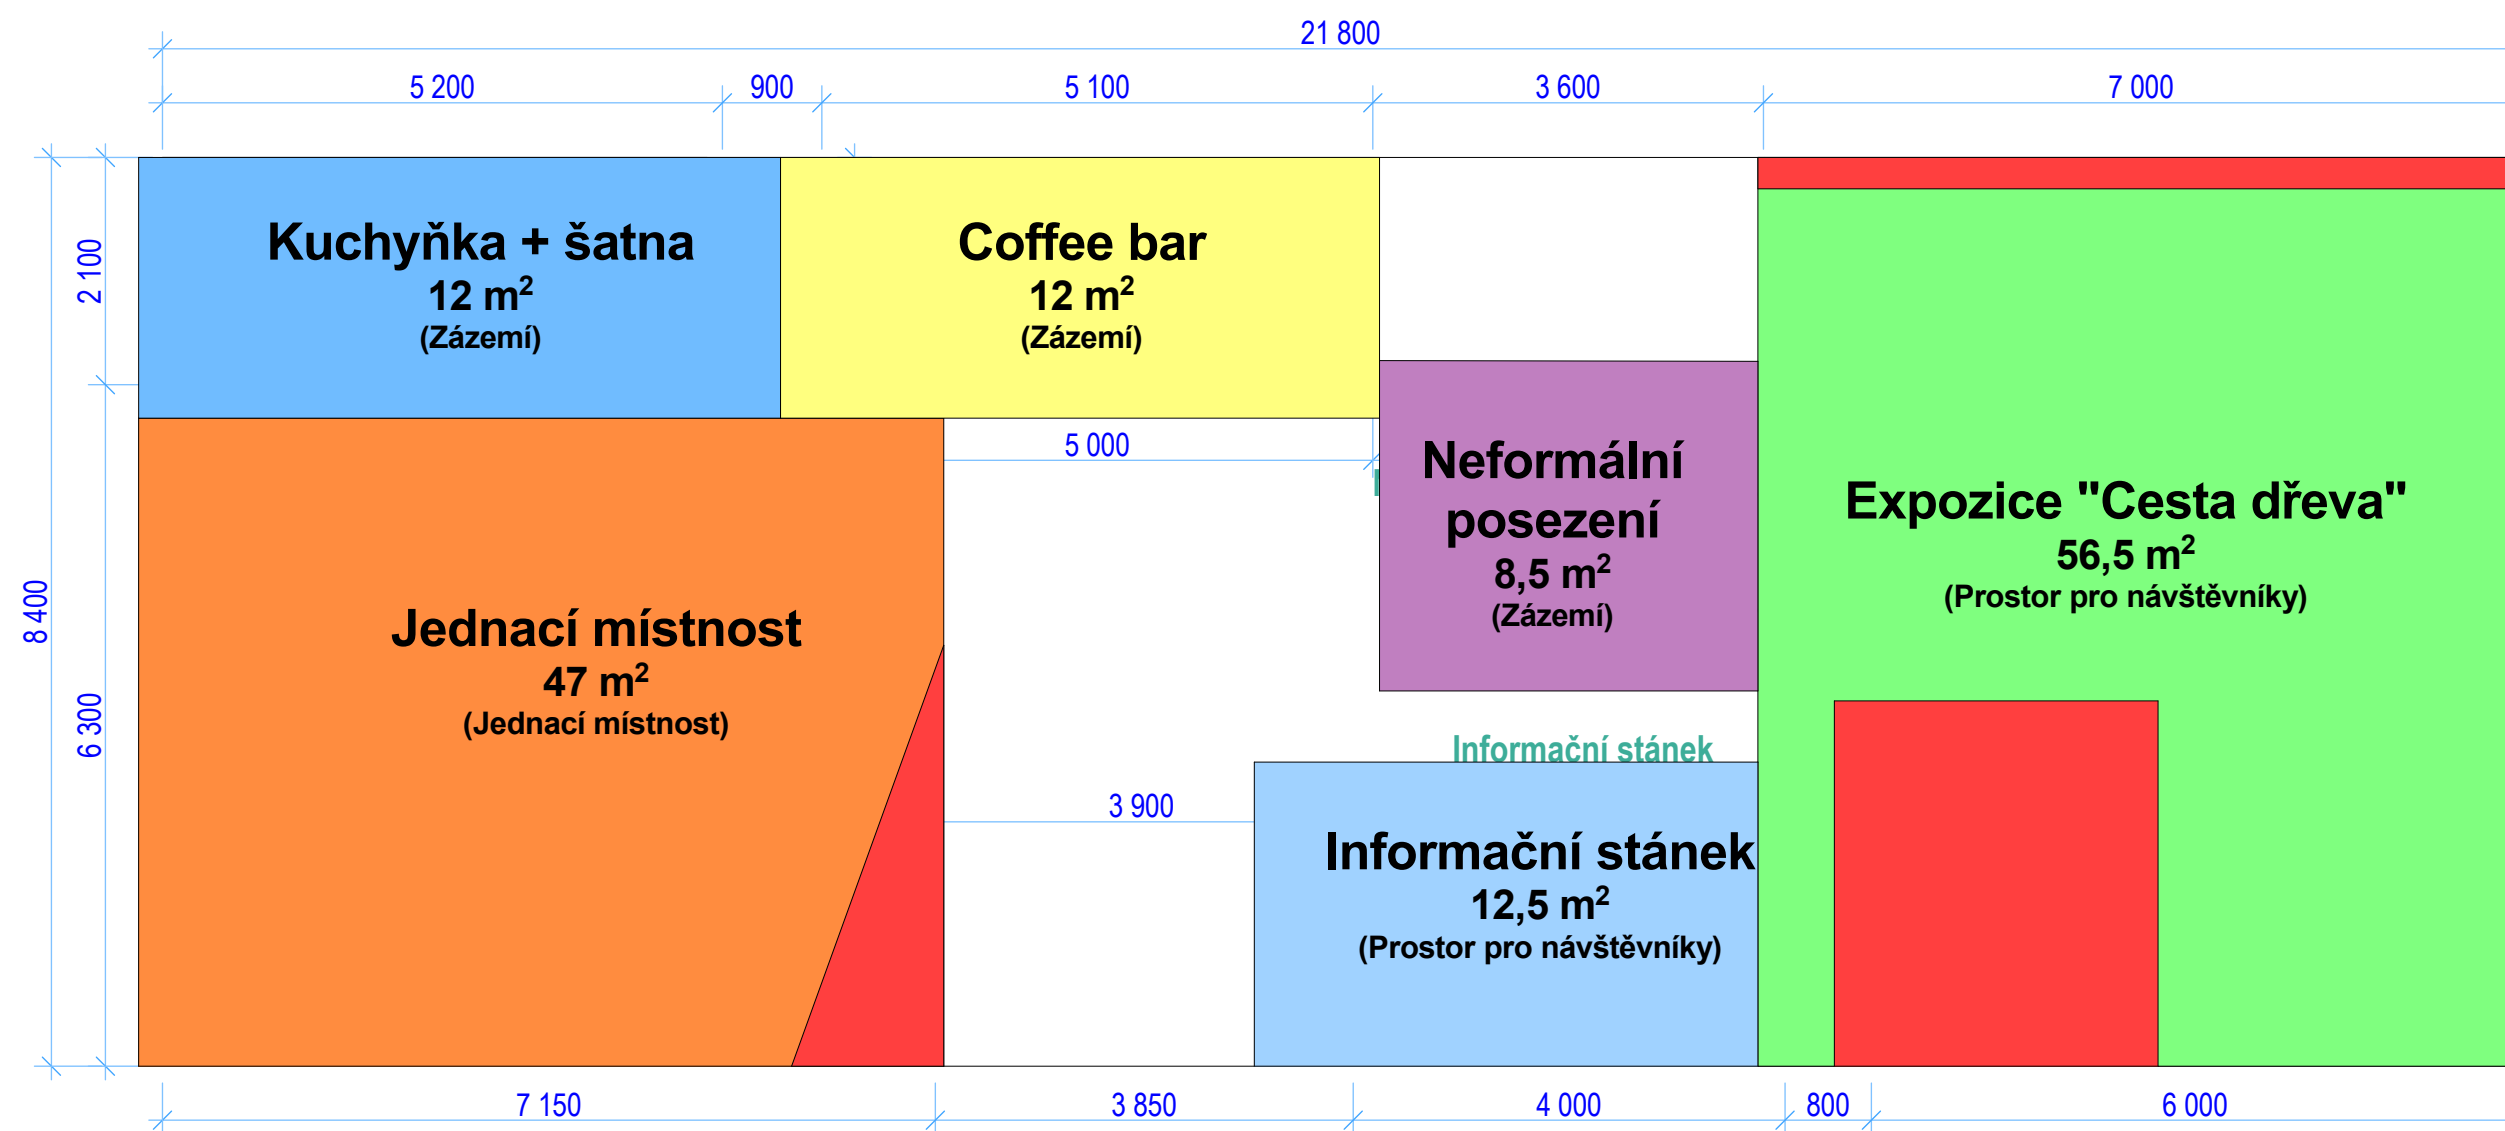 21 800
5 200
900
5 100
3 600
7 000
2 100
8 400
6 300
Kuchyňka + šatna
12 m²
(Zázemí)
Coffee bar
12 m²
(Zázemí)
5 000
Neformální
posezení
8,5 m²
(Zázemí)
Expozice "Cesta dřeva"
56,5 m²
(Prostor pro návštěvníky)
Jednací místnost
47 m²
(Jednací místnost)
Informační stánek
3 900
Informační stánek
12,5 m²
(Prostor pro návštěvníky)
7 150
3 850
4 000
800
6 000